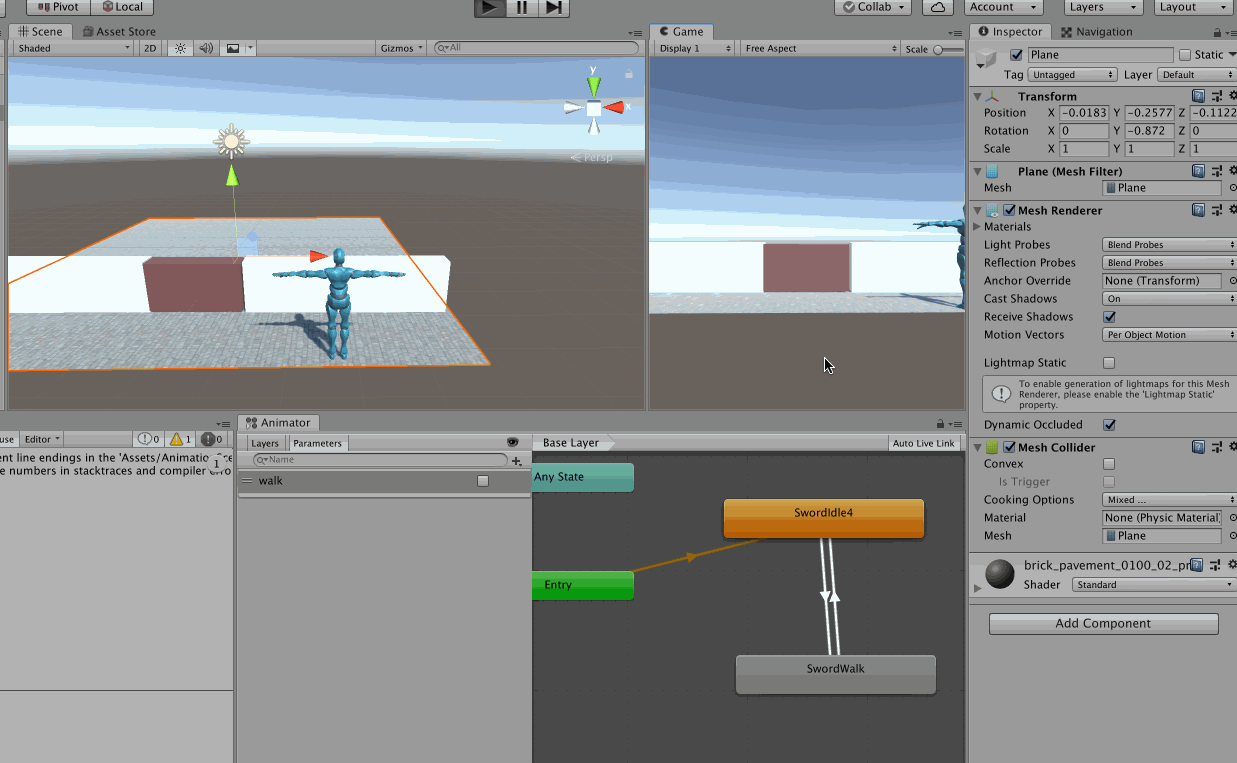 Pivot Local Collab Account Layers Layout
Scene Asset Store
Shaded 2D Gizmos All
y
x
Persp
Game
Display 1 Free Aspect Scale
Inspector Navigation
Plane Static
Tag Untagged Layer Default
Transform
Position X -0.0183 Y -0.2577 Z -0.1122
Rotation X 0 Y -0.872 Z 0
Scale X 1 Y 1 Z 1
Plane (Mesh Filter)
Mesh Plane
Mesh Renderer
Materials
Light Probes Blend Probes
Reflection Probes Blend Probes
Anchor Override None (Transform)
Cast Shadows On
Receive Shadows
Motion Vectors Per Object Motion
Lightmap Static
To enable generation of lightmaps for this Mesh
Renderer, please enable the 'Lightmap Static'
property.
Dynamic Occluded
Mesh Collider
Convex
Is Trigger
Cooking Options Mixed ...
Material None (Physic Material)
Mesh Plane
brick_pavement_0100_02_pr
Shader Standard
Add Component
use Editor 0 1 0
ent line endings in the 'Assets/Animatio
e numbers in stacktraces and compiler
1
Animator
Layers Parameters
Name
walk
Base Layer Auto Live Link
Any State
SwordIdle4
Entry
SwordWalk